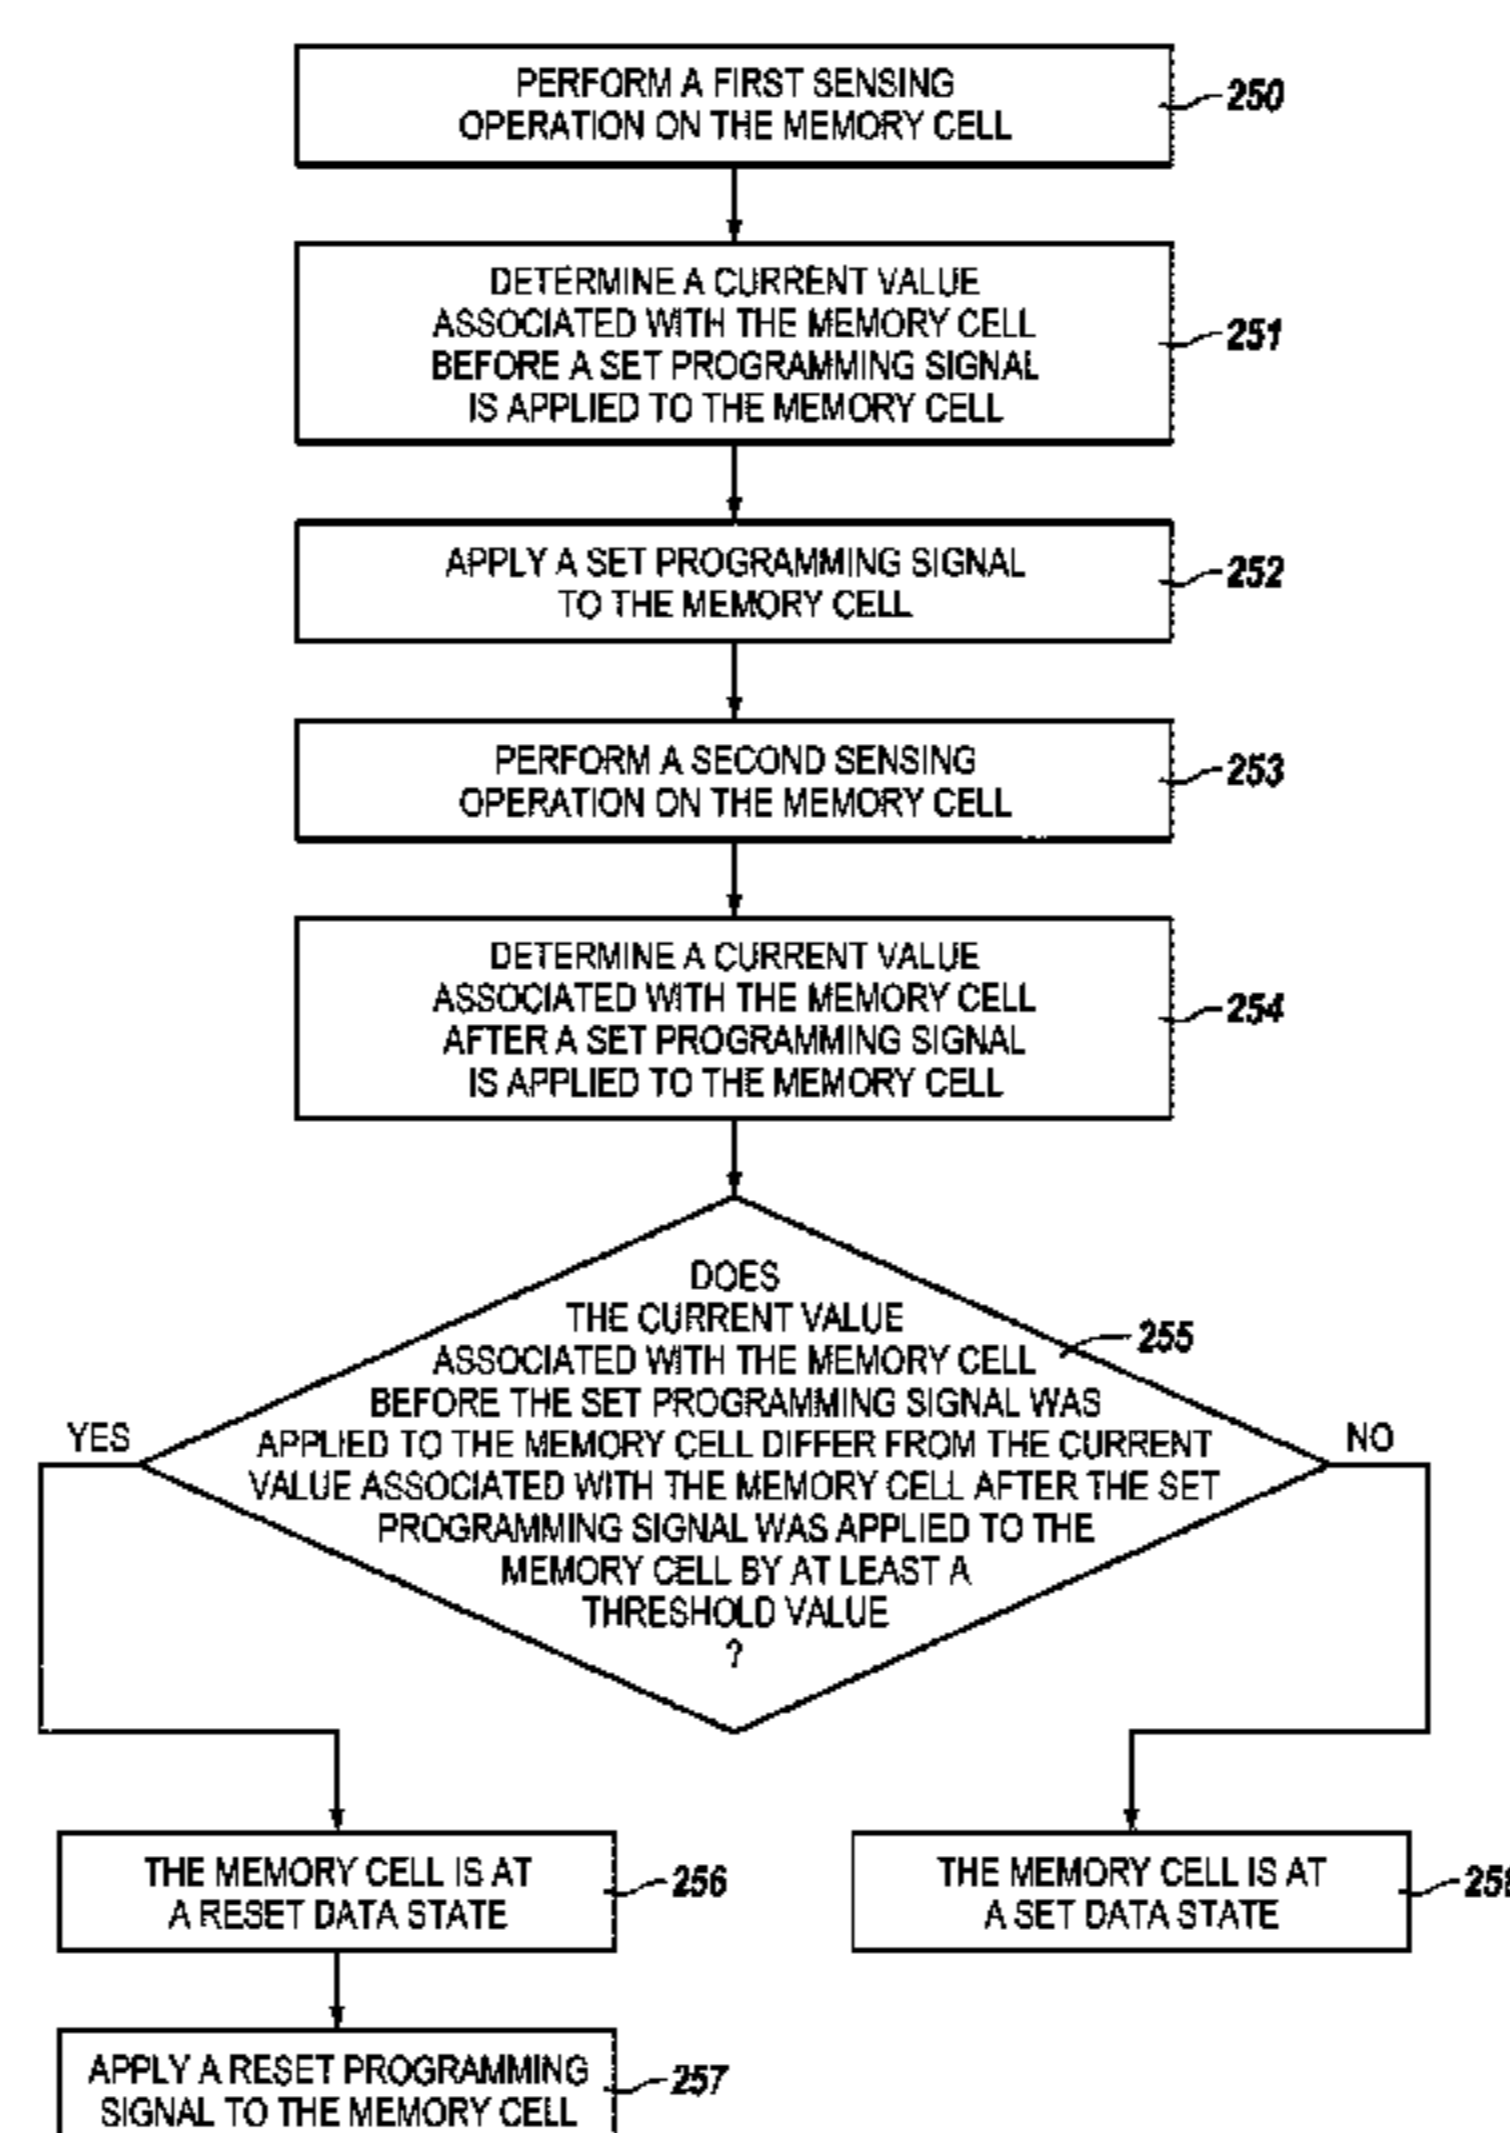 PERFORM A FIRST SENSING
OPERATION ON THE MEMORY CELL
250
DETERMINE A CURRENT VALUE
ASSOCIATED WITH THE MEMORY CELL
BEFORE A SET PROGRAMMING SIGNAL
IS APPLIED TO THE MEMORY CELL
251
APPLY A SET PROGRAMMING SIGNAL
TO THE MEMORY CELL
252
PERFORM A SECOND SENSING
OPERATION ON THE MEMORY CELL
253
DETERMINE A CURRENT VALUE
ASSOCIATED WITH THE MEMORY CELL
AFTER A SET PROGRAMMING SIGNAL
IS APPLIED TO THE MEMORY CELL
254
DOES
THE CURRENT VALUE
ASSOCIATED WITH THE MEMORY CELL
BEFORE THE SET PROGRAMMING SIGNAL WAS
APPLIED TO THE MEMORY CELL DIFFER FROM THE CURRENT
VALUE ASSOCIATED WITH THE MEMORY CELL AFTER THE SET
PROGRAMMING SIGNAL WAS APPLIED TO THE
MEMORY CELL BY AT LEAST A
THRESHOLD VALUE
?
255
YES
NO
THE MEMORY CELL IS AT
A RESET DATA STATE
256
THE MEMORY CELL IS AT
A SET DATA STATE
APPLY A RESET PROGRAMMING
SIGNAL TO THE MEMORY CELL
257